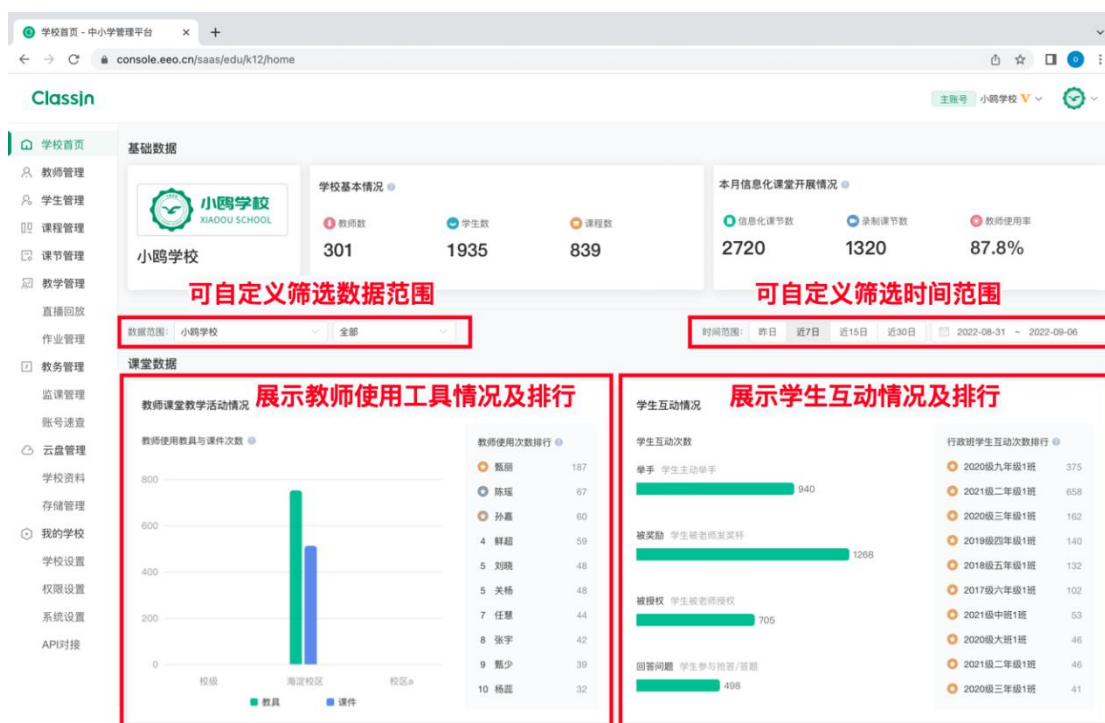 学校首页 - 中小学管理平台
console.eeo.cn/saas/edu/k12/home
ClassIn
主账号 小鸥学校 V
学校首页
教师管理
学生管理
课程管理
课节管理
教学管理
直播回放
作业管理
教务管理
监课管理
账号速查
云盘管理
学校资料
存储管理
我的学校
学校设置
权限设置
系统设置
API对接
基础数据
小鸥学校
XIAOOU SCHOOL
小鸥学校
学校基本情况
教师数 学生数 课程数
301 1935 839
本月信息化课堂开展情况
信息化课节数 录制课节数 教师使用率
2720 1320 87.8%
可自定义筛选数据范围
可自定义筛选时间范围
数据范围: 小鸥学校 全部
时间范围: 昨日 近7日 近15日 近30日 2022-08-31 ~ 2022-09-06
课堂数据
教师课堂教学活动情况
展示教师使用工具情况及排行
教师使用教具与课件次数
800
600
400
200
0
校级 海淀校区 校区a
教具 课件
教师使用次数排行
甄丽 187
陈瑶 67
孙嘉 60
4 鲜超 59
5 刘晓 48
5 关杨 48
7 任慧 44
8 张宇 42
9 甄少 39
10 杨蕊 32
学生互动情况
展示学生互动情况及排行
学生互动次数
举手 学生主动举手
940
被奖励 学生被老师发奖杯
1268
被授权 学生被老师授权
705
回答问题 学生参与抢答/答题
498
行政班学生互动次数排行
2020级九年级1班 375
2021级二年级1班 658
2020级三年级1班 162
2019级四年级1班 140
2018级五年级1班 132
2017级六年级1班 102
2021级中班1班 53
2020级大班1班 46
2021级二年级1班 46
2020级三年级1班 41